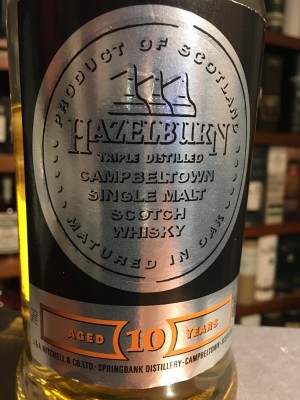 PRODUCT OF SCOTLAND
HAZELBURN
TRIPLE DISTILLED
CAMPBELTOWN
SINGLE MALT
SCOTCH
WHISKY
MATURED IN OAK
AGED 10 YEARS
J.&A. MITCHELL & CO. LTD. · SPRINGBANK DISTILLERY · CAMPBELTOWN